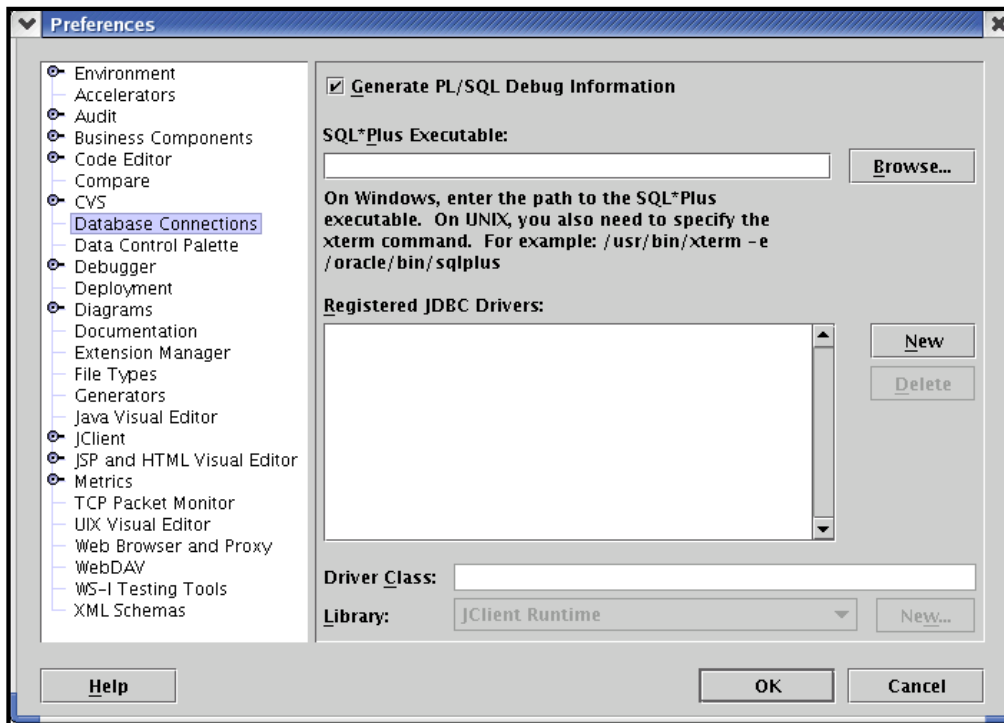 Preferences
Environment
Accelerators
Audit
Business Components
Code Editor
Compare
CVS
Database Connections
Data Control Palette
Debugger
Deployment
Diagrams
Documentation
Extension Manager
File Types
Generators
Java Visual Editor
JClient
JSP and HTML Visual Editor
Metrics
TCP Packet Monitor
UIX Visual Editor
Web Browser and Proxy
WebDAV
WS-I Testing Tools
XML Schemas
Generate PL/SQL Debug Information
SQL*Plus Executable:
Browse...
On Windows, enter the path to the SQL*Plus
executable. On UNIX, you also need to specify the
xterm command. For example: /usr/bin/xterm -e
/oracle/bin/sqlplus
Registered JDBC Drivers:
New
Delete
Driver Class:
Library: JClient Runtime New...
Help OK Cancel